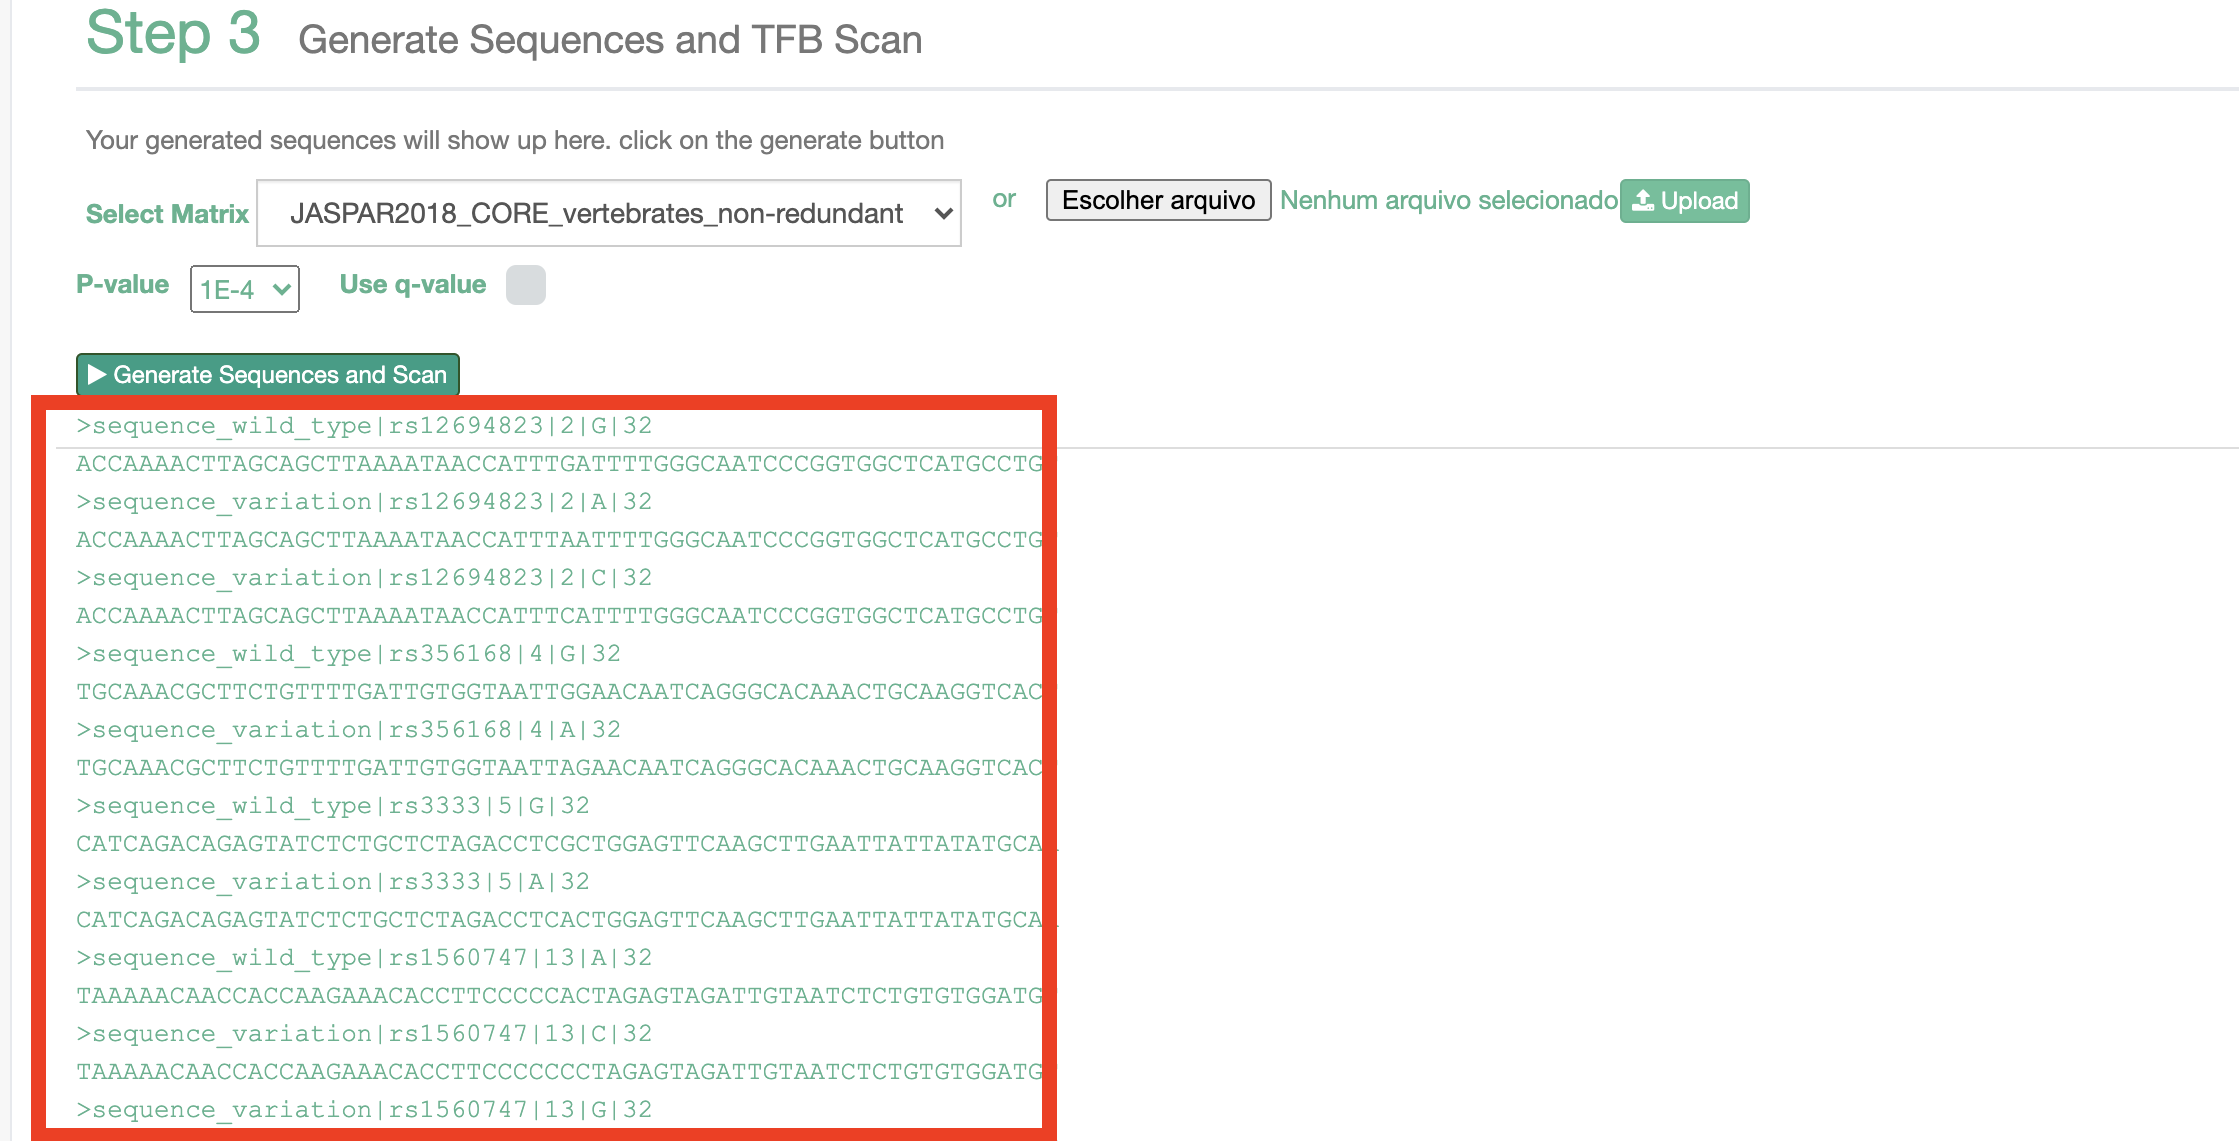 Step 3 Generate Sequences and TFB Scan
Your generated sequences will show up here. click on the generate button
Select Matrix JASPAR2018_CORE_vertebrates_non-redundant or Escolher arquivo Nenhum arquivo selecionado Upload
P-value 1E-4 Use q-value
Generate Sequences and Scan
>sequence_wild_type|rs12694823|2|G|32
ACCAAAACTTAGCAGCTTAAAATAACCATTTGATTTTGGGCAATCCCGGTGGCTCATGCCTG
>sequence_variation|rs12694823|2|A|32
ACCAAAACTTAGCAGCTTAAAATAACCATTTAATTTTGGGCAATCCCGGTGGCTCATGCCTG
>sequence_variation|rs12694823|2|C|32
ACCAAAACTTAGCAGCTTAAAATAACCATTTCATTTTGGGCAATCCCGGTGGCTCATGCCTG
>sequence_wild_type|rs356168|4|G|32
TGCAAACGCTTCTGTTTTGATTGTGGTAATTGGAACAATCAGGGCACAAACTGCAAGGTCAC
>sequence_variation|rs356168|4|A|32
TGCAAACGCTTCTGTTTTGATTGTGGTAATTAGAACAATCAGGGCACAAACTGCAAGGTCAC
>sequence_wild_type|rs3333|5|G|32
CATCAGACAGAGTATCTCTGCTCTAGACCTCGCTGGAGTTCAAGCTTGAATTATTATATGCA
>sequence_variation|rs3333|5|A|32
CATCAGACAGAGTATCTCTGCTCTAGACCTCACTGGAGTTCAAGCTTGAATTATTATATGCA
>sequence_wild_type|rs1560747|13|A|32
TAAAAACAACCACCAAGAAACACCTTCCCCCACTAGAGTAGATTGTAATCTCTGTGTGGATG
>sequence_variation|rs1560747|13|C|32
TAAAAACAACCACCAAGAAACACCTTCCCCCCCTAGAGTAGATTGTAATCTCTGTGTGGATG
>sequence_variation|rs1560747|13|G|32